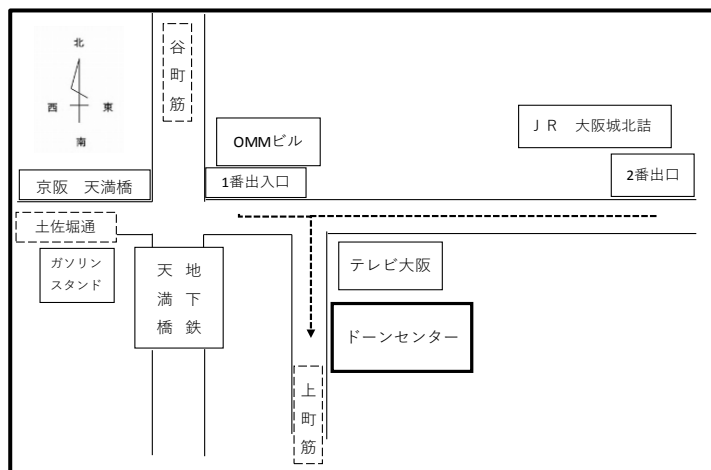 北
西
東
南
谷町筋
OMMビル
ＪＲ　大阪城北詰
京阪　天満橋
1番出入口
2番出口
土佐堀通
ガソリン
スタンド
天満橋
地下鉄
テレビ大阪
ドーンセンター
上町筋